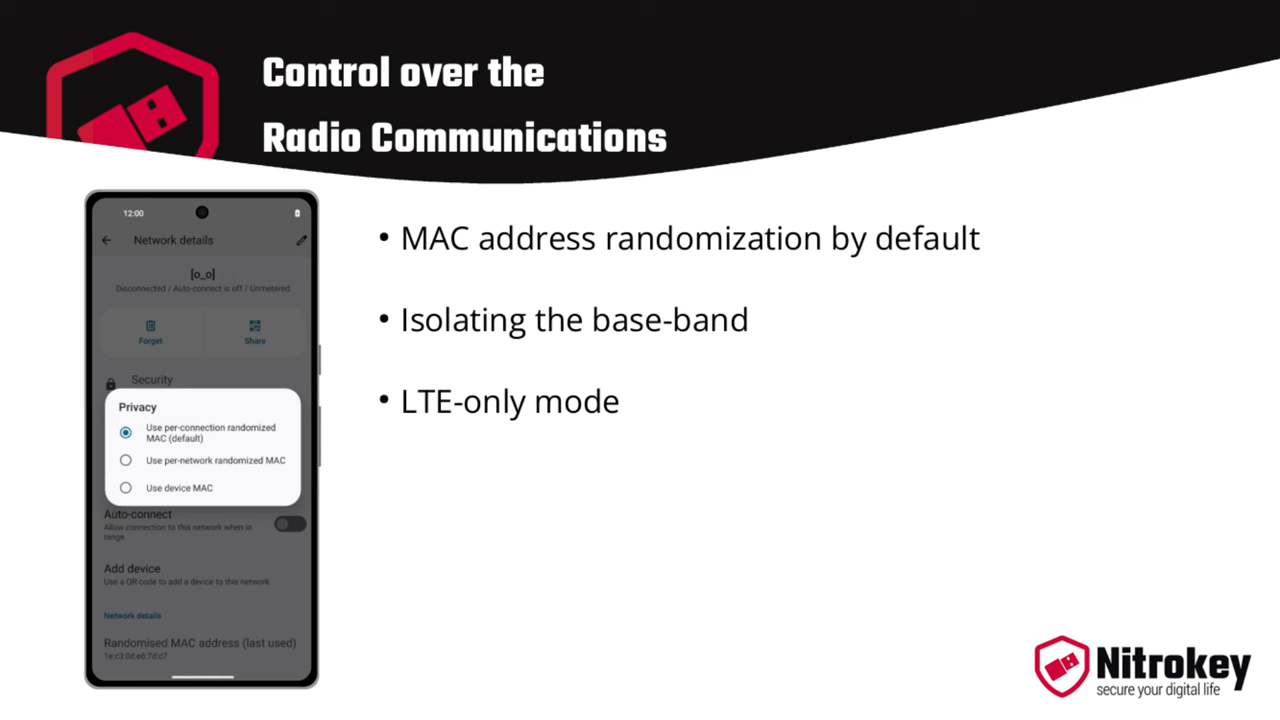 Control over the
Radio Communications
12:00
Network details
[o_o]
Disconnected / Auto-connect is off / Unmetered
Forget
Share
Security
Privacy
Use per-connection randomized
MAC (default)
Use per-network randomized MAC
Use device MAC
Auto-connect
Allow connection to this network when in
range
Add device
Use a QR code to add a device to this network
Network details
Randomised MAC address (last used)
1e:c3:0d:e6:7d:c7
• MAC address randomization by default
• Isolating the base-band
• LTE-only mode
Nitrokey
secure your digital life